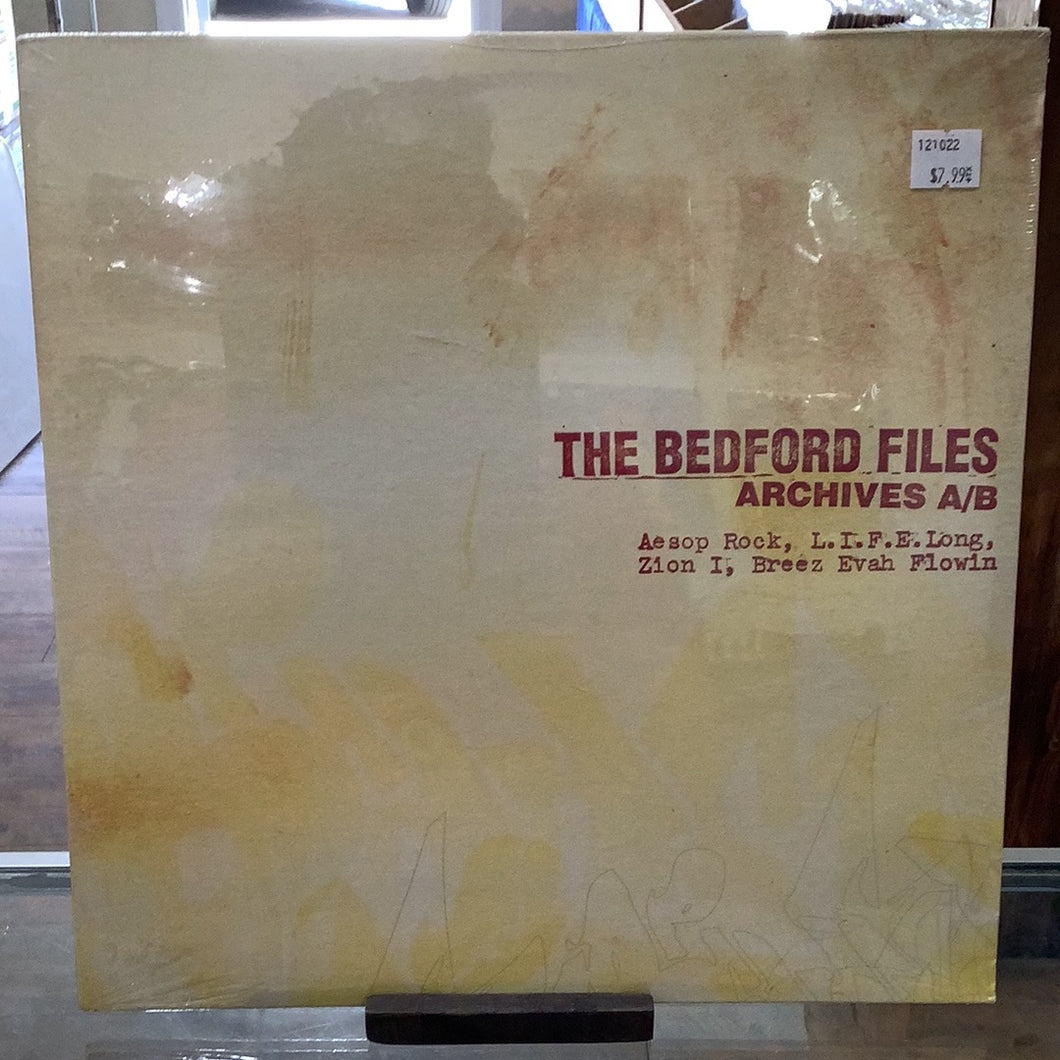 121022
$7.99
THE BEDFORD FILES
ARCHIVES A/B
Aesop Rock, L.I.F.E.Long,
Zion I, Breez Evah Flowin